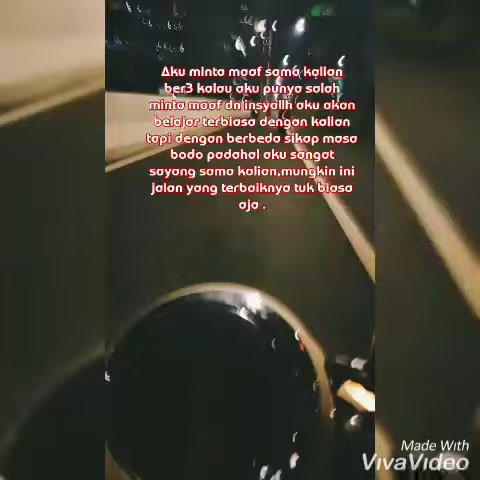 Aku minta maaf sama kalian
ber3 kalau aku punya salah
minta maaf dn insyallh aku akan
belajar terbiasa dengan kalian
tapi dengan berbeda sikap masa
bodo padahal aku sangat
sayang sama kalian,mungkin ini
jalan yang terbaiknya tuk biasa
aja .
Made With
VivaVideo